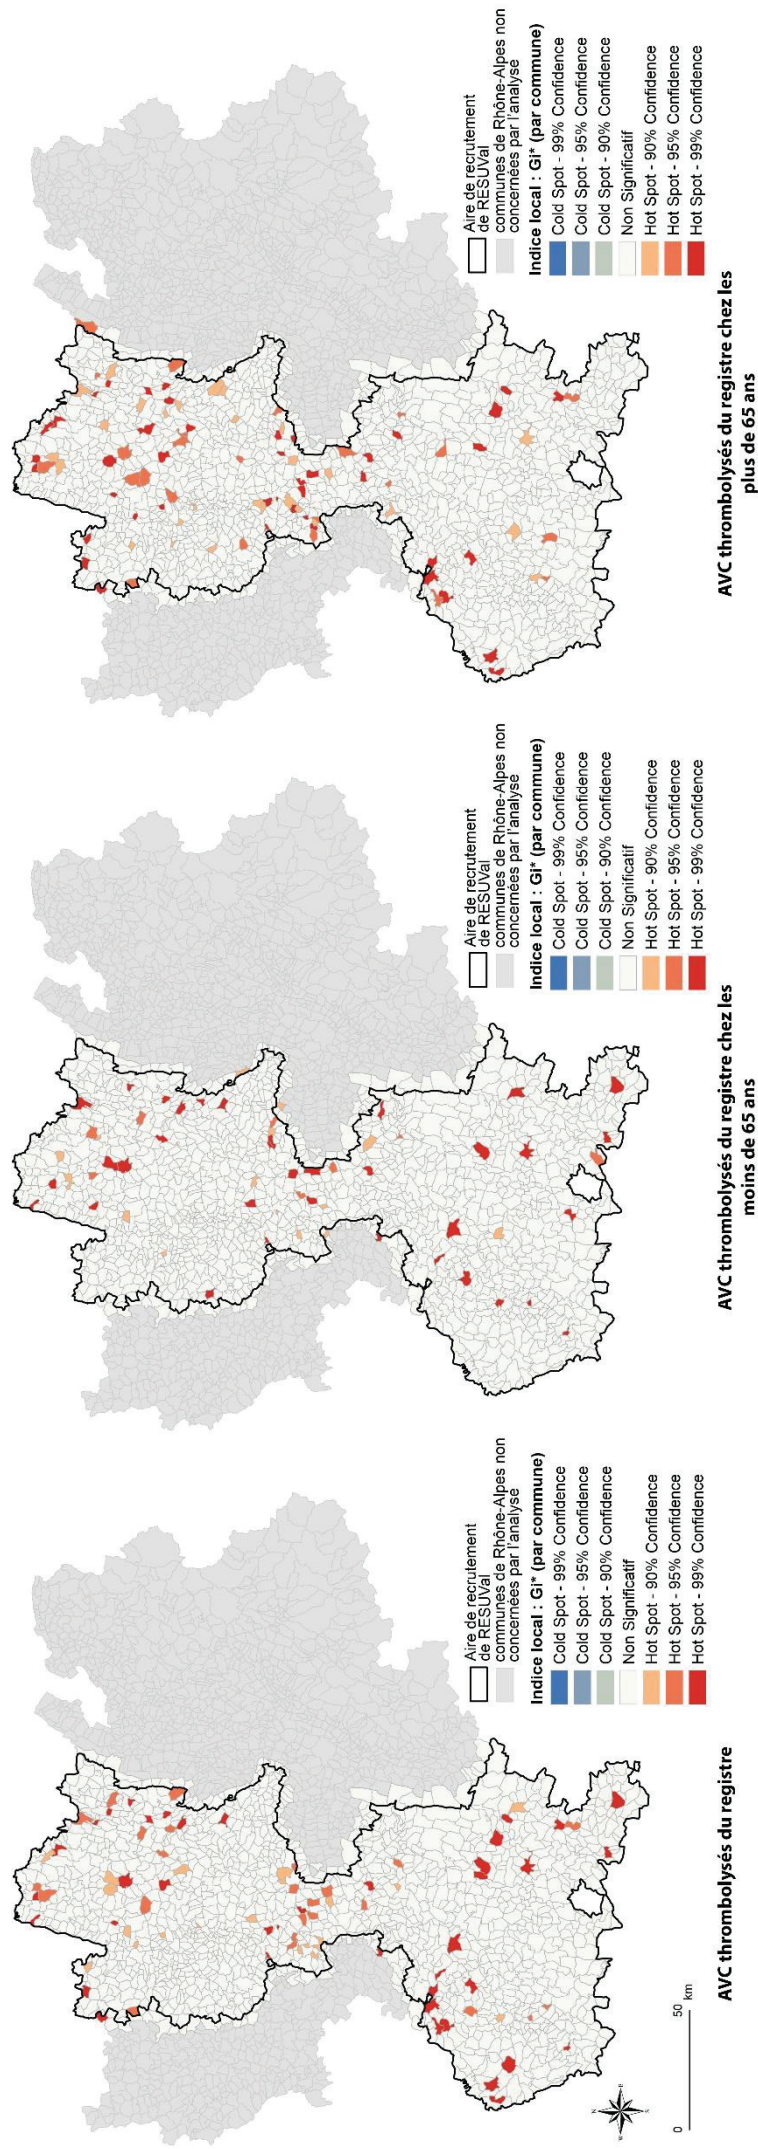 Aire de recrutement
de RESUVal
communes de Rhône-Alpes non
concernées par l'analyse
Indice local : Gi* (par commune)
Cold Spot - 99% Confidence
Cold Spot - 95% Confidence
Cold Spot - 90% Confidence
Non Significatif
Hot Spot - 90% Confidence
Hot Spot - 95% Confidence
Hot Spot - 99% Confidence
0
50
km
AVC thrombolysés du registre
Aire de recrutement
de RESUVal
communes de Rhône-Alpes non
concernées par l'analyse
Indice local : Gi* (par commune)
Cold Spot - 99% Confidence
Cold Spot - 95% Confidence
Cold Spot - 90% Confidence
Non Significatif
Hot Spot - 90% Confidence
Hot Spot - 95% Confidence
Hot Spot - 99% Confidence
AVC thrombolysés du registre chez les
moins de 65 ans
Aire de recrutement
de RESUVal
communes de Rhône-Alpes non
concernées par l'analyse
Indice local : Gi* (par commune)
Cold Spot - 99% Confidence
Cold Spot - 95% Confidence
Cold Spot - 90% Confidence
Non Significatif
Hot Spot - 90% Confidence
Hot Spot - 95% Confidence
Hot Spot - 99% Confidence
AVC thrombolysés du registre chez les
plus de 65 ans